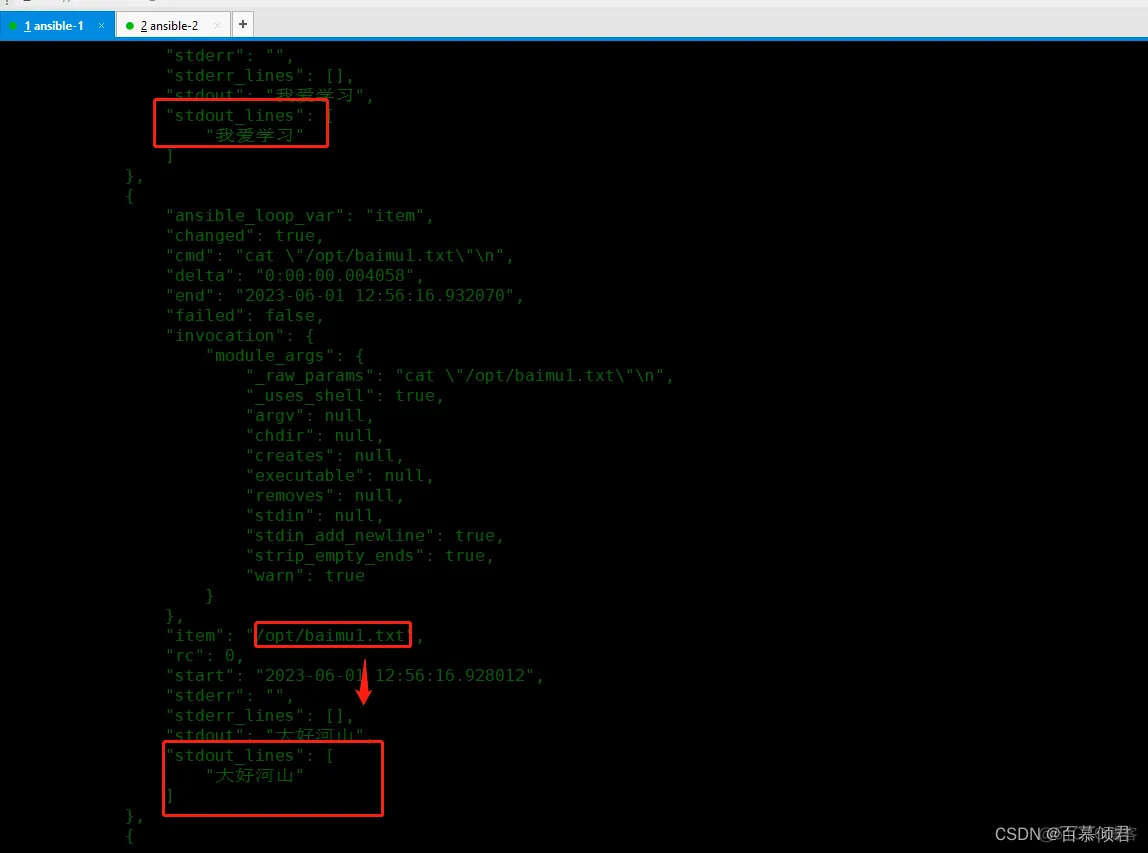 1 ansible-1 ×
2 ansible-2 ×
+
"stderr": "",
"stderr_lines": [],
"stdout": "我爱学习",
"stdout_lines": [
"我爱学习"
]
},
{
"ansible_loop_var": "item",
"changed": true,
"cmd": "cat \"/opt/baimu1.txt\"\n",
"delta": "0:00:00.004058",
"end": "2023-06-01 12:56:16.932070",
"failed": false,
"invocation": {
"module_args": {
"_raw_params": "cat \"/opt/baimu1.txt\"\n",
"_uses_shell": true,
"argv": null,
"chdir": null,
"creates": null,
"executable": null,
"removes": null,
"stdin": null,
"stdin_add_newline": true,
"strip_empty_ends": true,
"warn": true
}
},
"item": "/opt/baimu1.txt",
"rc": 0,
"start": "2023-06-01 12:56:16.928012",
"stderr": "",
"stderr_lines": [],
"stdout": "大好河山",
"stdout_lines": [
"大好河山"
]
},
{
CSDN @百慕倾君